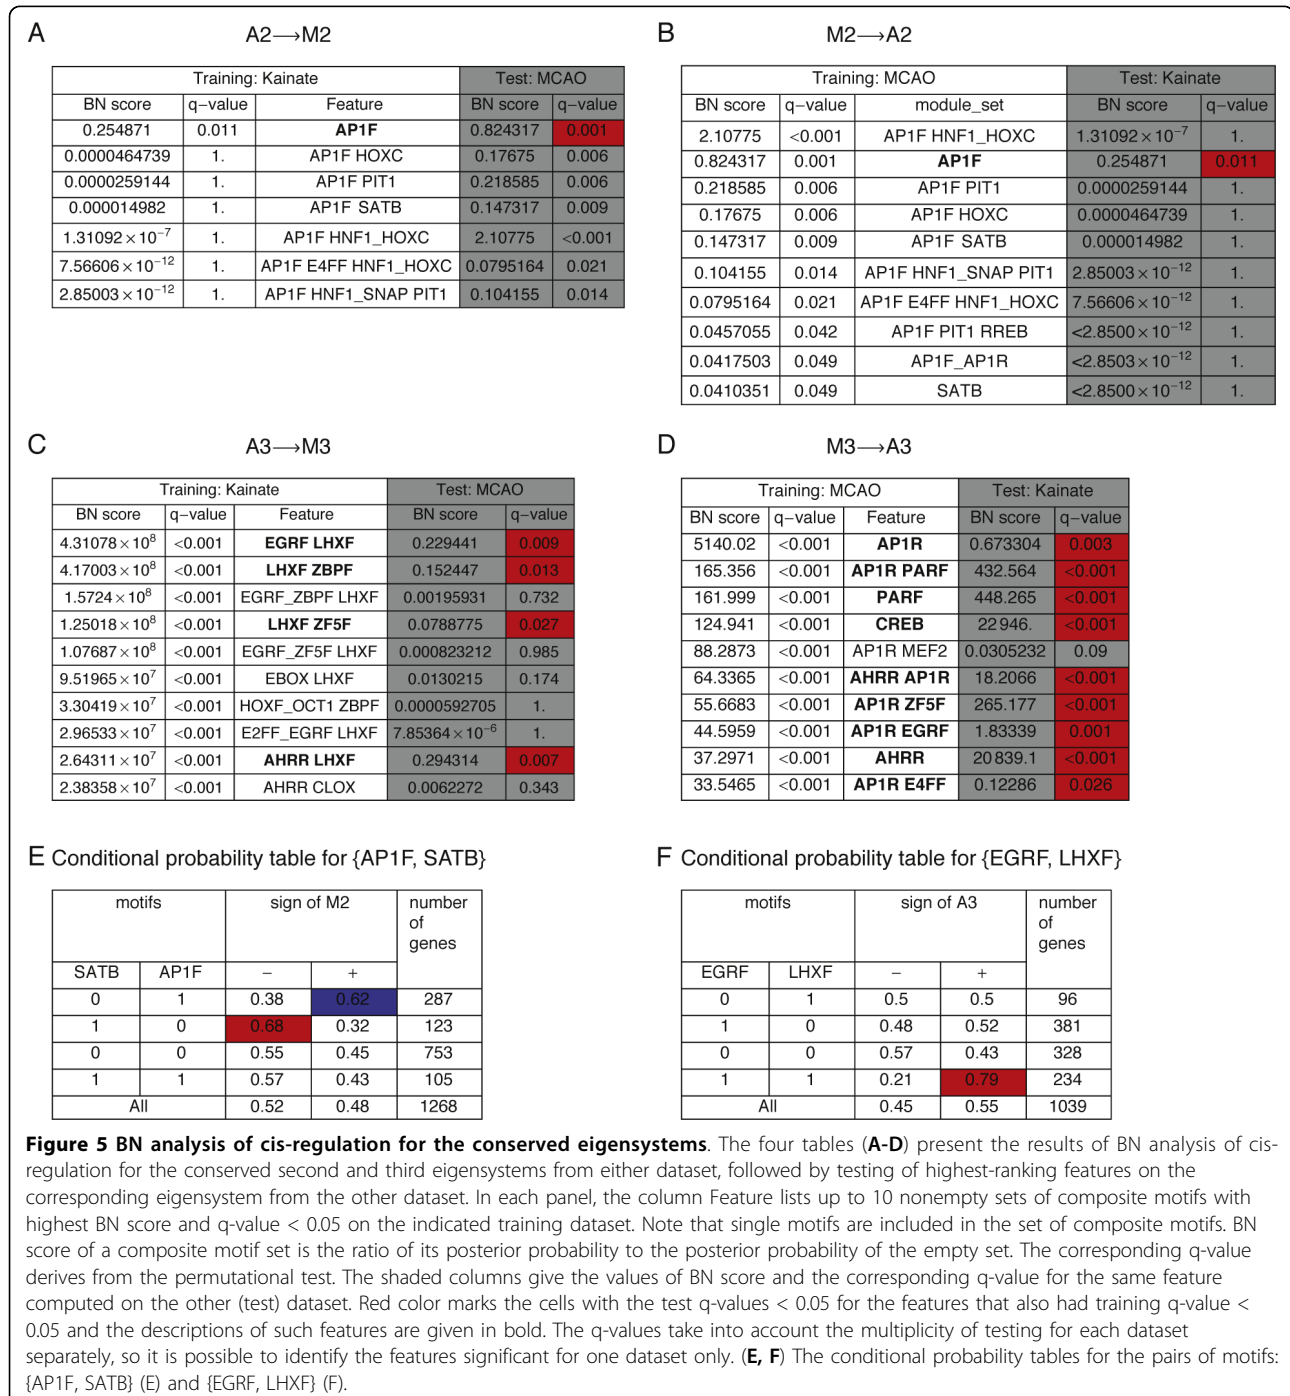 A A2→M2
Training: Kainate Test: MCAO
BN score q−value Feature BN score q−value
0.254871 0.011 AP1F 0.824317 0.001
0.0000464739 1. AP1F HOXC 0.17675 0.006
0.0000259144 1. AP1F PIT1 0.218585 0.006
0.000014982 1. AP1F SATB 0.147317 0.009
1.31092×10⁻⁷ 1. AP1F HNF1_HOXC 2.10775 <0.001
7.56606×10⁻¹² 1. AP1F E4FF HNF1_HOXC 0.0795164 0.021
2.85003×10⁻¹² 1. AP1F HNF1_SNAP PIT1 0.104155 0.014
B M2→A2
Training: MCAO Test: Kainate
BN score q−value module_set BN score q−value
2.10775 <0.001 AP1F HNF1_HOXC 1.31092×10⁻⁷ 1.
0.824317 0.001 AP1F 0.254871 0.011
0.218585 0.006 AP1F PIT1 0.0000259144 1.
0.17675 0.006 AP1F HOXC 0.0000464739 1.
0.147317 0.009 AP1F SATB 0.000014982 1.
0.104155 0.014 AP1F HNF1_SNAP PIT1 2.85003×10⁻¹² 1.
0.0795164 0.021 AP1F E4FF HNF1_HOXC 7.56606×10⁻¹² 1.
0.0457055 0.042 AP1F PIT1 RREB <2.8500×10⁻¹² 1.
0.0417503 0.049 AP1F_AP1R <2.8503×10⁻¹² 1.
0.0410351 0.049 SATB <2.8500×10⁻¹² 1.
C A3→M3
Training: Kainate Test: MCAO
BN score q−value Feature BN score q−value
4.31078×10⁸ <0.001 EGRF LHXF 0.229441 0.009
4.17003×10⁸ <0.001 LHXF ZBPF 0.152447 0.013
1.5724×10⁸ <0.001 EGRF_ZBPF LHXF 0.00195931 0.732
1.25018×10⁸ <0.001 LHXF ZF5F 0.0788775 0.027
1.07687×10⁸ <0.001 EGRF_ZF5F LHXF 0.000823212 0.985
9.51965×10⁷ <0.001 EBOX LHXF 0.0130215 0.174
3.30419×10⁷ <0.001 HOXF_OCT1 ZBPF 0.0000592705 1.
2.96533×10⁷ <0.001 E2FF_EGRF LHXF 7.85364×10⁻⁶ 1.
2.64311×10⁷ <0.001 AHRR LHXF 0.294314 0.007
2.38358×10⁷ <0.001 AHRR CLOX 0.0062272 0.343
D M3→A3
Training: MCAO Test: Kainate
BN score q−value Feature BN score q−value
5140.02 <0.001 AP1R 0.673304 0.003
165.356 <0.001 AP1R PARF 432.564 <0.001
161.999 <0.001 PARF 448.265 <0.001
124.941 <0.001 CREB 22946. <0.001
88.2873 <0.001 AP1R MEF2 0.0305232 0.09
64.3365 <0.001 AHRR AP1R 18.2066 <0.001
55.6683 <0.001 AP1R ZF5F 265.177 <0.001
44.5959 <0.001 AP1R EGRF 1.83339 0.001
37.2971 <0.001 AHRR 20839.1 <0.001
33.5465 <0.001 AP1R E4FF 0.12286 0.026
E Conditional probability table for {AP1F, SATB}
motifs sign of M2 number
of
genes
SATB AP1F − +
0 1 0.38 0.62 287
1 0 0.68 0.32 123
0 0 0.55 0.45 753
1 1 0.57 0.43 105
All 0.52 0.48 1268
F Conditional probability table for {EGRF, LHXF}
motifs sign of A3 number
of
genes
EGRF LHXF − +
0 1 0.5 0.5 96
1 0 0.48 0.52 381
0 0 0.57 0.43 328
1 1 0.21 0.79 234
All 0.45 0.55 1039
Figure 5 BN analysis of cis-regulation for the conserved eigensystems. The four tables (A-D) present the results of BN analysis of cis-
regulation for the conserved second and third eigensystems from either dataset, followed by testing of highest-ranking features on the
corresponding eigensystem from the other dataset. In each panel, the column Feature lists up to 10 nonempty sets of composite motifs with
highest BN score and q-value < 0.05 on the indicated training dataset. Note that single motifs are included in the set of composite motifs. BN
score of a composite motif set is the ratio of its posterior probability to the posterior probability of the empty set. The corresponding q-value
derives from the permutational test. The shaded columns give the values of BN score and the corresponding q-value for the same feature
computed on the other (test) dataset. Red color marks the cells with the test q-values < 0.05 for the features that also had training q-value <
0.05 and the descriptions of such features are given in bold. The q-values take into account the multiplicity of testing for each dataset
separately, so it is possible to identify the features significant for one dataset only. (E, F) The conditional probability tables for the pairs of motifs:
{AP1F, SATB} (E) and {EGRF, LHXF} (F).